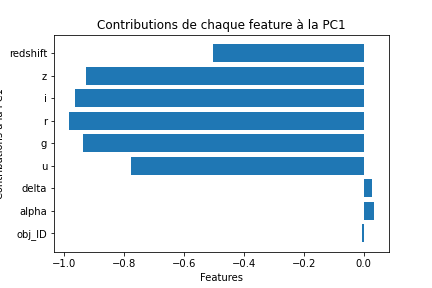 Contributions de chaque feature à la PC1
redshift
z
i
r
g
u
delta
alpha
obj_ID
−1.0 −0.8 −0.6 −0.4 −0.2 0.0
Features